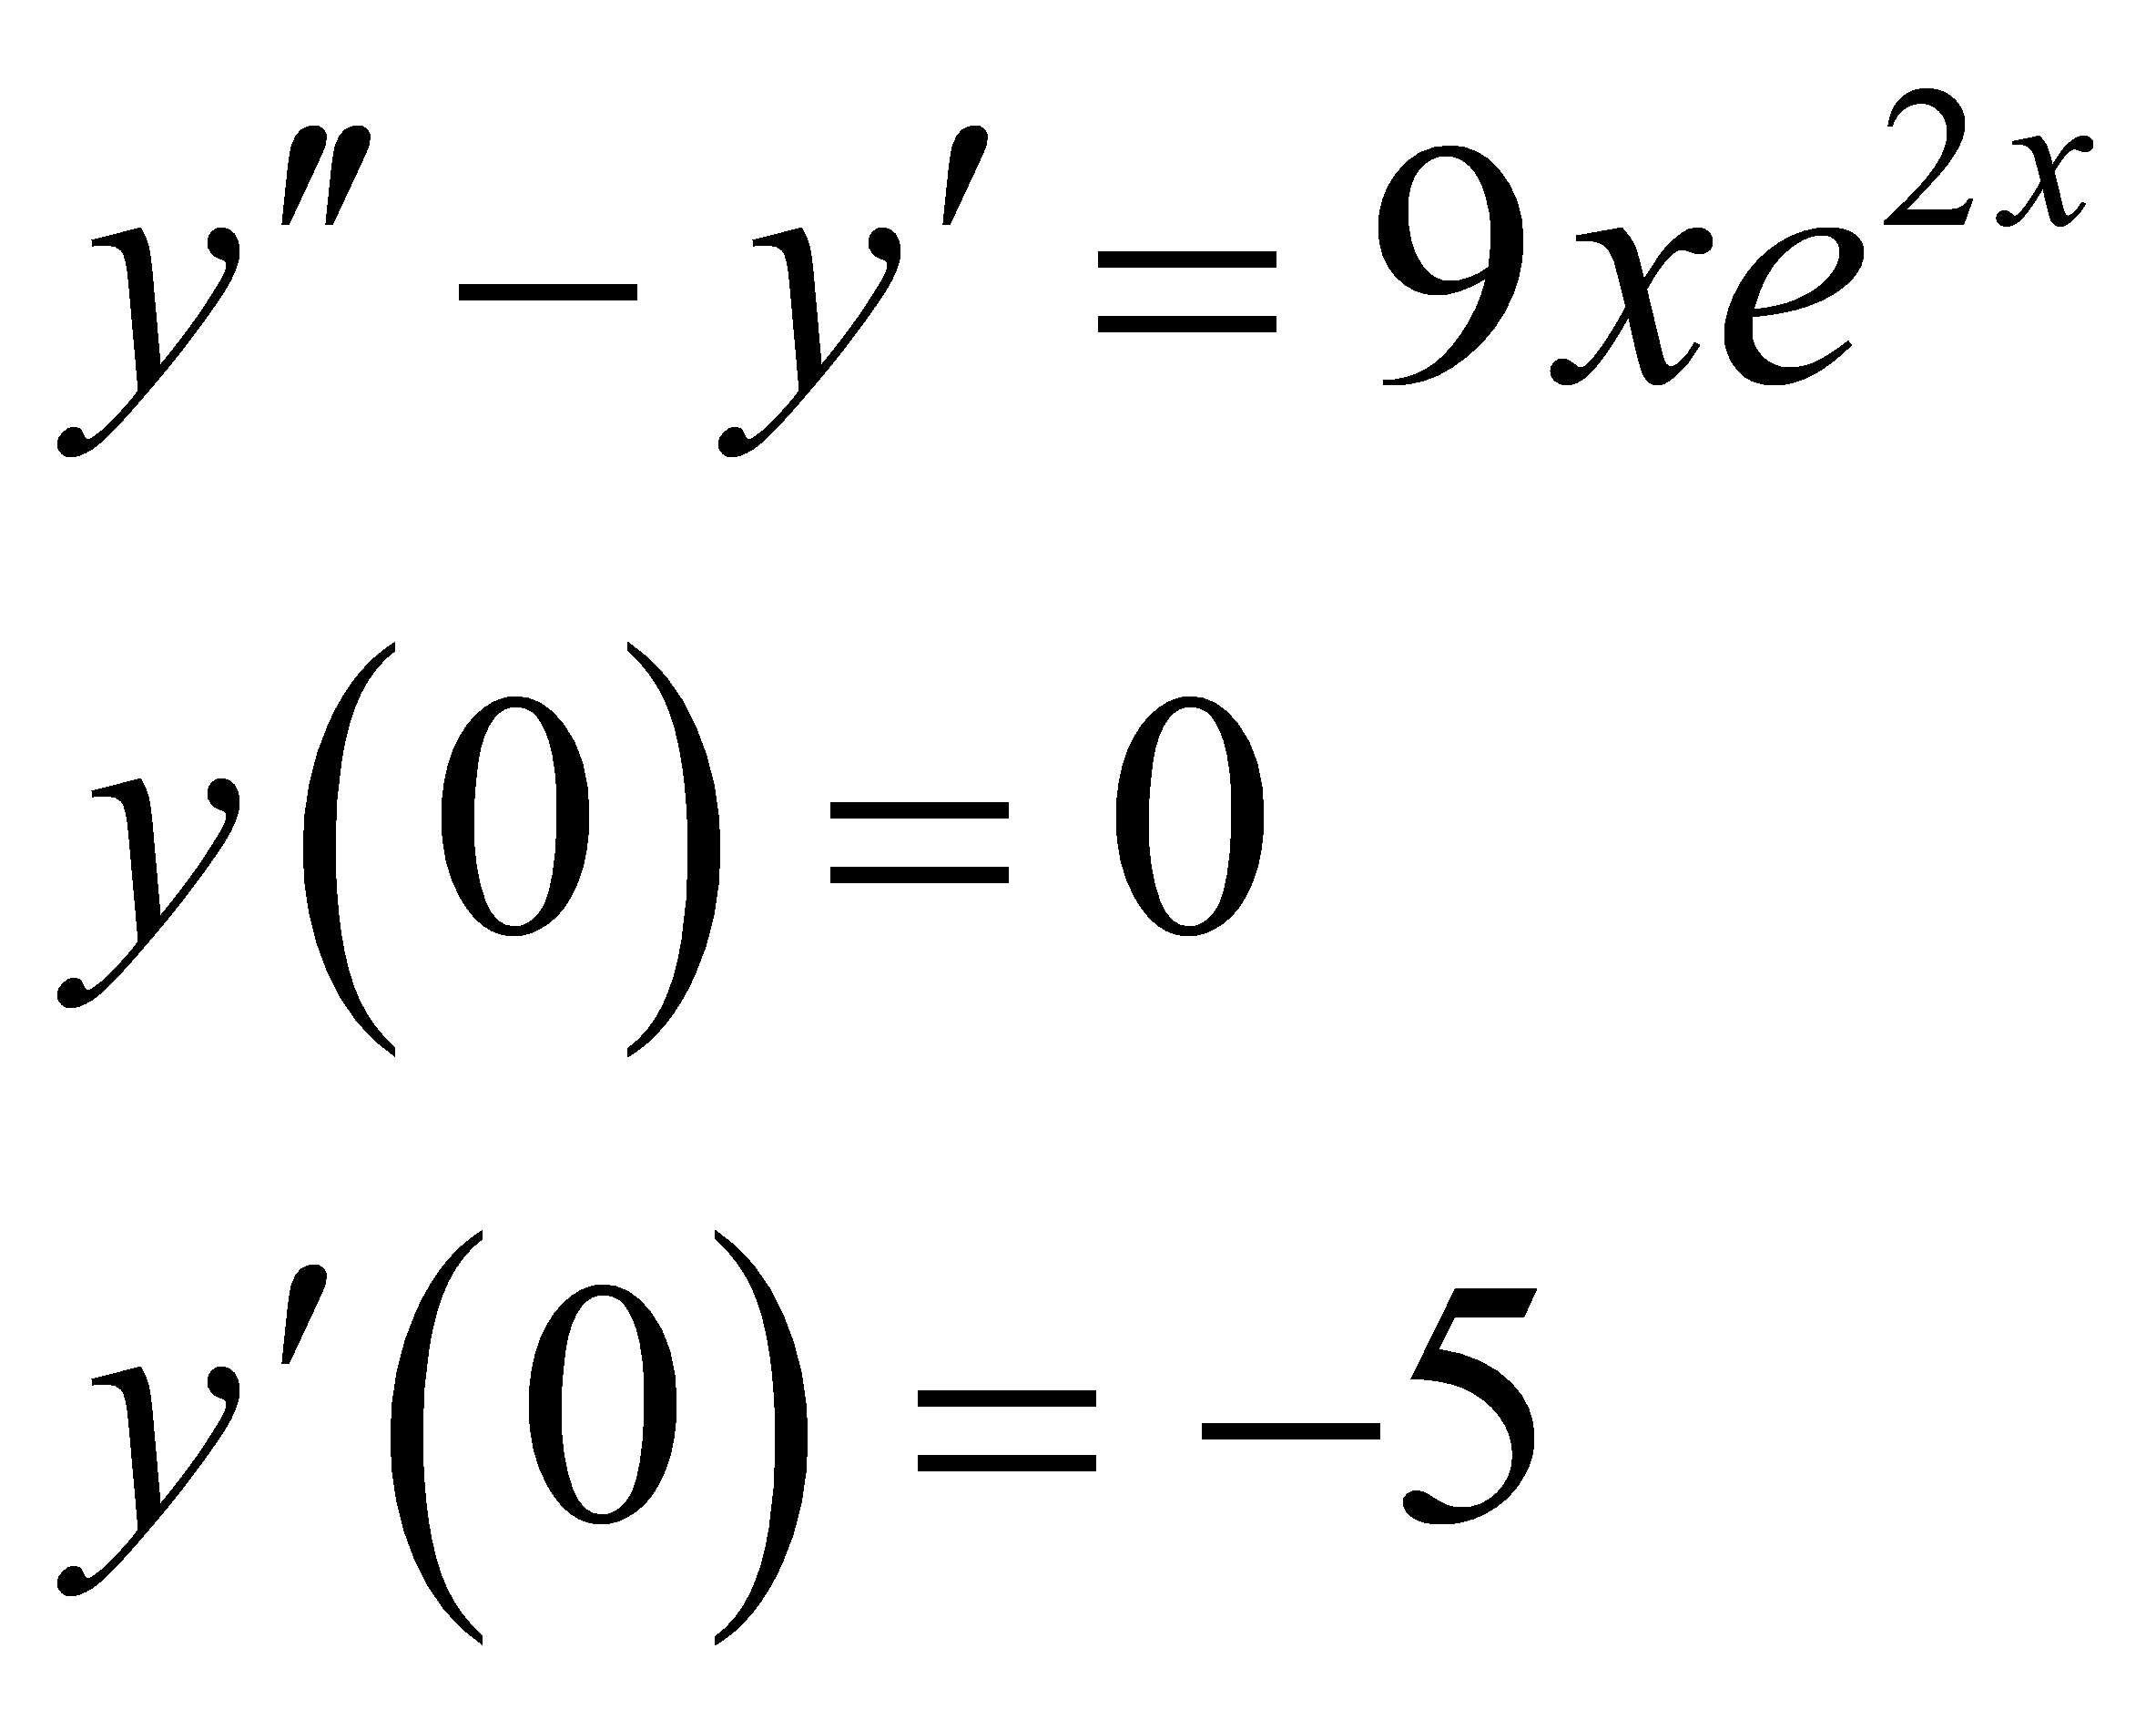 y″ − y′ = 9xe^{2x}
y(0) = 0
y′(0) = −5